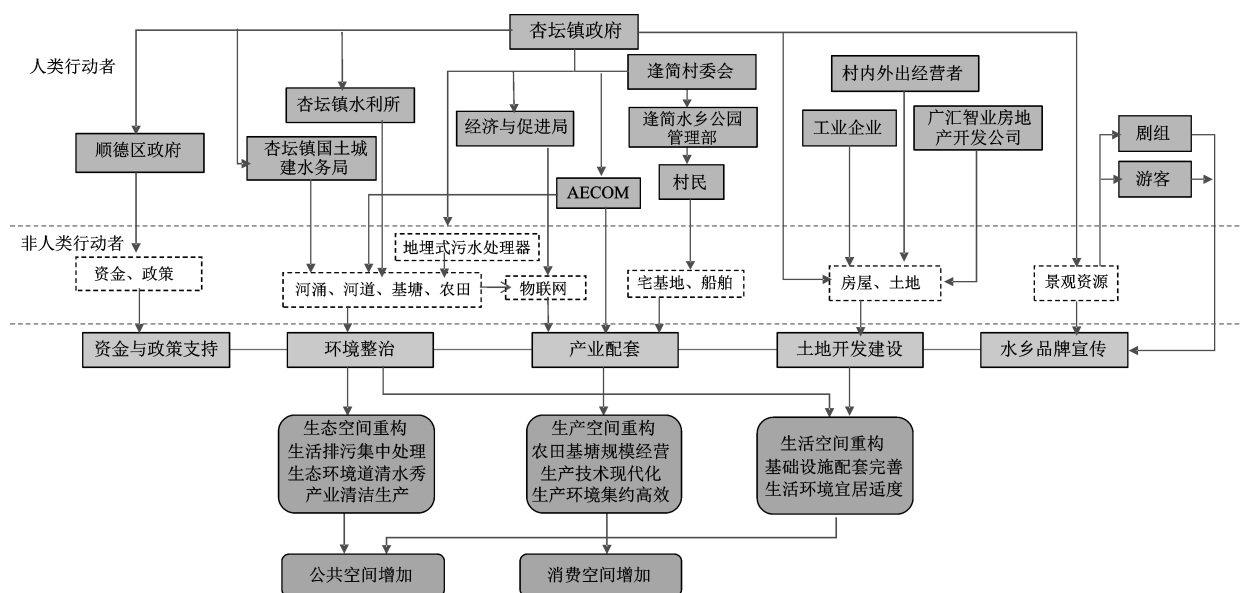 杏坛镇政府
人类行动者
逢简村委会
村内外出经营者
杏坛镇水利所
经济与促进局
逢简水乡公园
管理部
工业企业
广汇智业房地
产开发公司
剧组
顺德区政府
杏坛镇国土城
建水务局
AECOM
村民
游客
非人类行动者
地埋式污水处理器
资金、政策
河涌、河道、基塘、农田
物联网
宅基地、船舶
房屋、土地
景观资源
资金与政策支持
环境整治
产业配套
土地开发建设
水乡品牌宣传
生态空间重构
生活排污集中处理
生态环境道清水秀
产业清洁生产
生产空间重构
农田基塘规模经营
生产技术现代化
生产环境集约高效
生活空间重构
基础设施配套完善
生活环境宜居适度
公共空间增加
消费空间增加